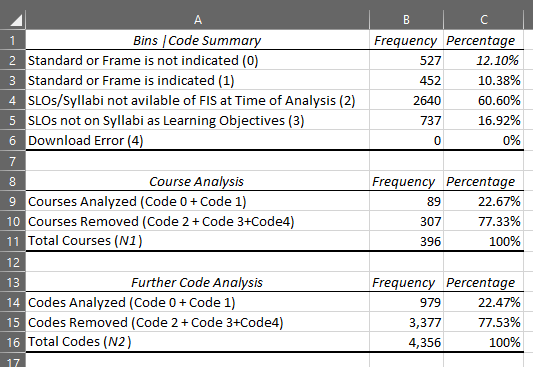 A B C
1 Bins | Code Summary Frequency Percentage
2 Standard or Frame is not indicated (0) 527 12.10%
3 Standard or Frame is indicated (1) 452 10.38%
4 SLOs/Syllabi not avilable of FIS at Time of Analysis (2) 2640 60.60%
5 SLOs not on Syllabi as Learning Objectives (3) 737 16.92%
6 Download Error (4) 0 0%
7
8 Course Analysis Frequency Percentage
9 Courses Analyzed (Code 0 + Code 1) 89 22.67%
10 Courses Removed (Code 2 + Code 3+Code4) 307 77.33%
11 Total Courses (N1) 396 100%
12
13 Further Code Analysis Frequency Percentage
14 Codes Analyzed (Code 0 + Code 1) 979 22.47%
15 Codes Removed (Code 2 + Code 3+Code4) 3,377 77.53%
16 Total Codes (N2) 4,356 100%
17